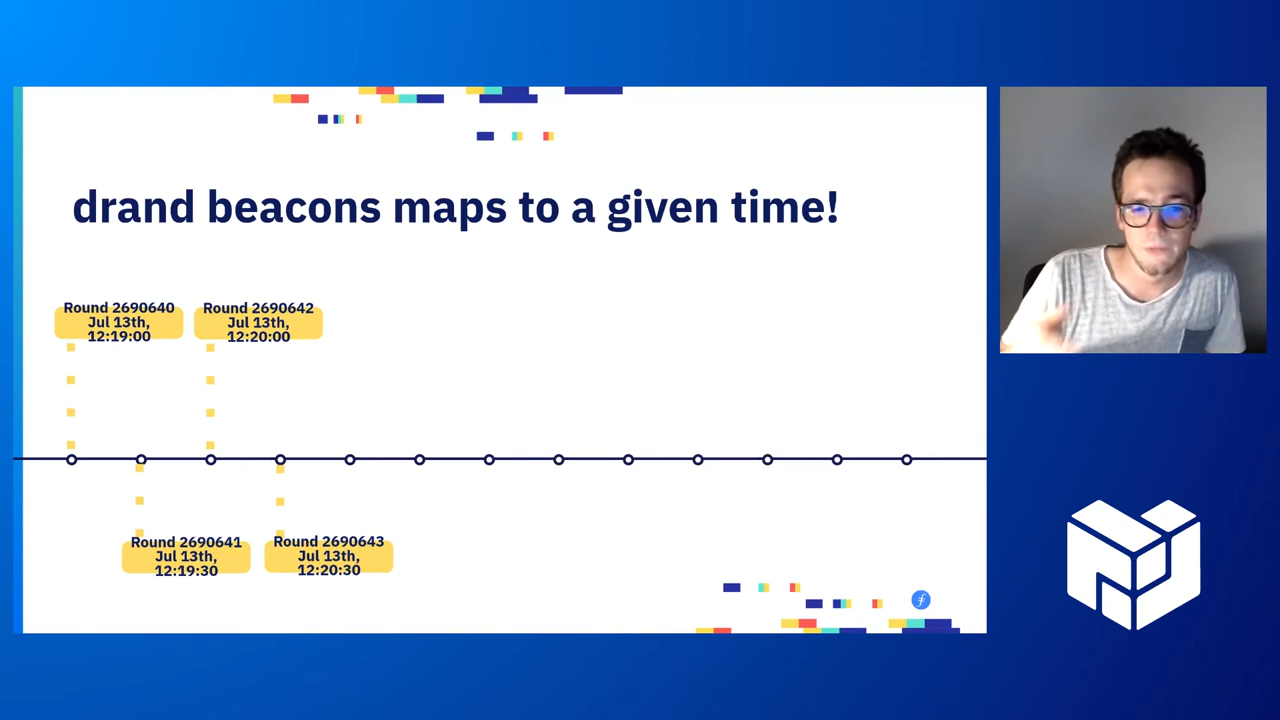 drand beacons maps to a given time!
Round 2690640
Jul 13th,
12:19:00
Round 2690642
Jul 13th,
12:20:00
Round 2690641
Jul 13th,
12:19:30
Round 2690643
Jul 13th,
12:20:30